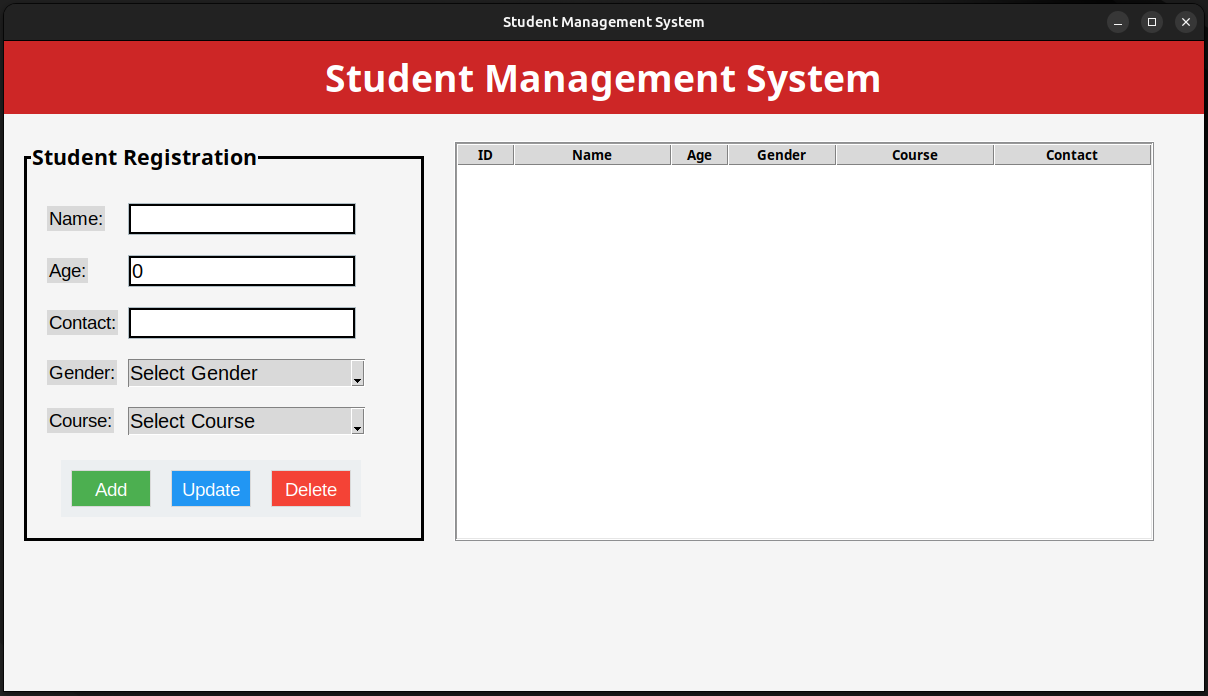 Student Management System
Student Management System
Student Registration
Name:
Age: 0
Contact:
Gender: Select Gender
Course: Select Course
Add Update Delete
ID Name Age Gender Course Contact